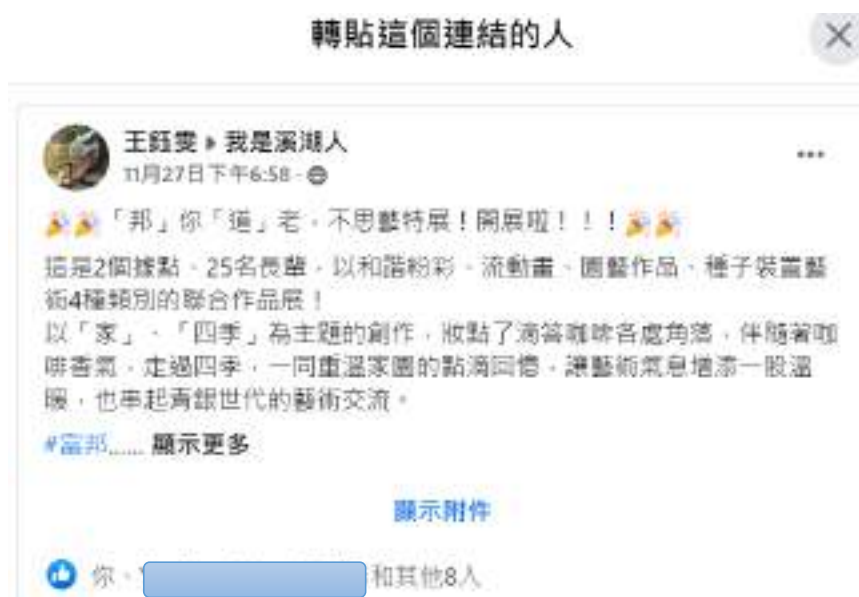 轉貼這個連結的人
王鈺雯 ▸ 我是溪湖人
11月27日下午6:58 ·
🎉🎉「邦」你「道」老,不思藝特展!開展啦!!!🎉🎉
這是2個據點、25名長輩,以和諧粉彩、流動畫、園藝作品、種子裝置藝
術4種類別的聯合作品展!
以「家」、「四季」為主題的創作,妝點了滴答咖啡各處角落,伴隨著咖
啡香氣,走過四季,一同重溫家園的點滴回憶,讓藝術氣息增添一股溫
暖,也串起青銀世代的藝術交流。
#富邦...... 顯示更多
顯示附件
你、
和其他8人